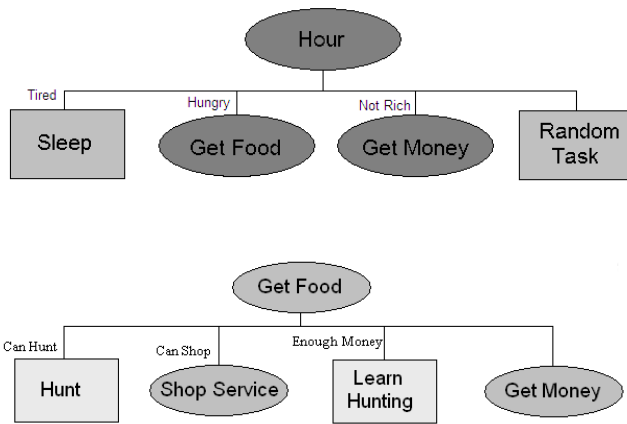 Hour
Tired
Hungry
Not Rich
Sleep
Get Food
Get Money
Random
Task
Get Food
Can Hunt
Can Shop
Enough Money
Hunt
Shop Service
Learn
Hunting
Get Money